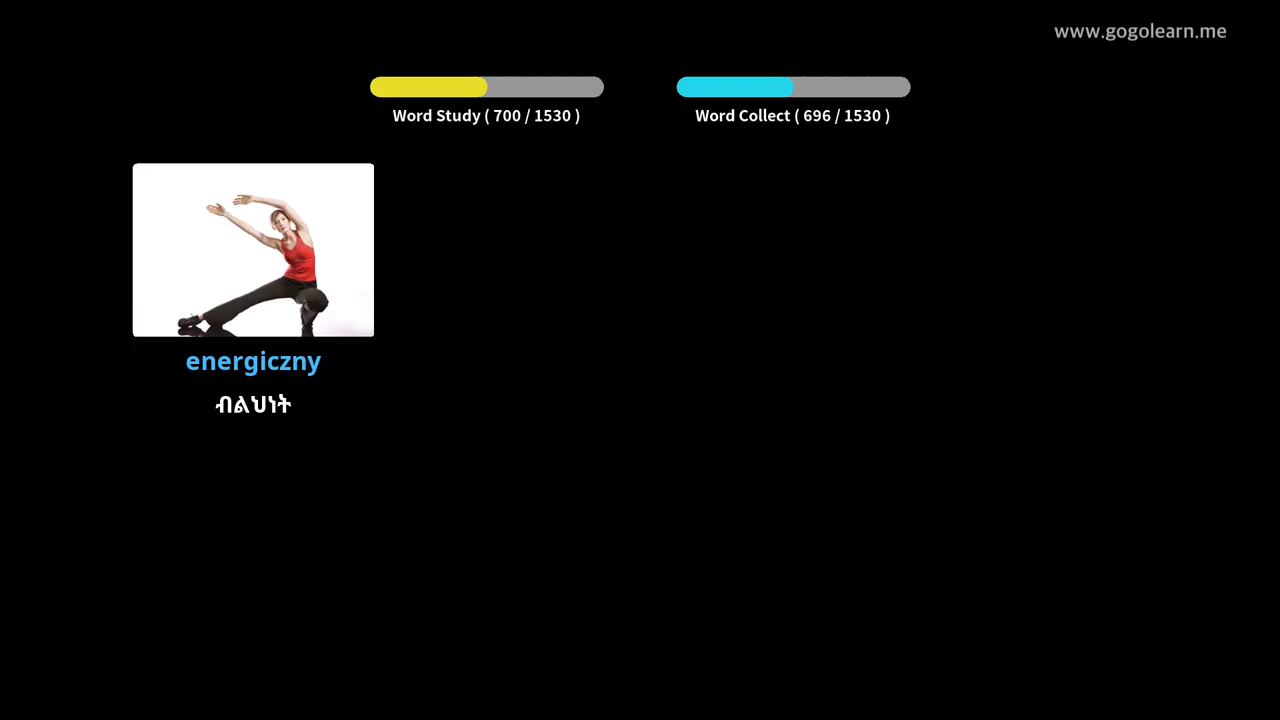 www.gogolearn.me
Word Study ( 700 / 1530 )
Word Collect ( 696 / 1530 )
energiczny
ብልህነት